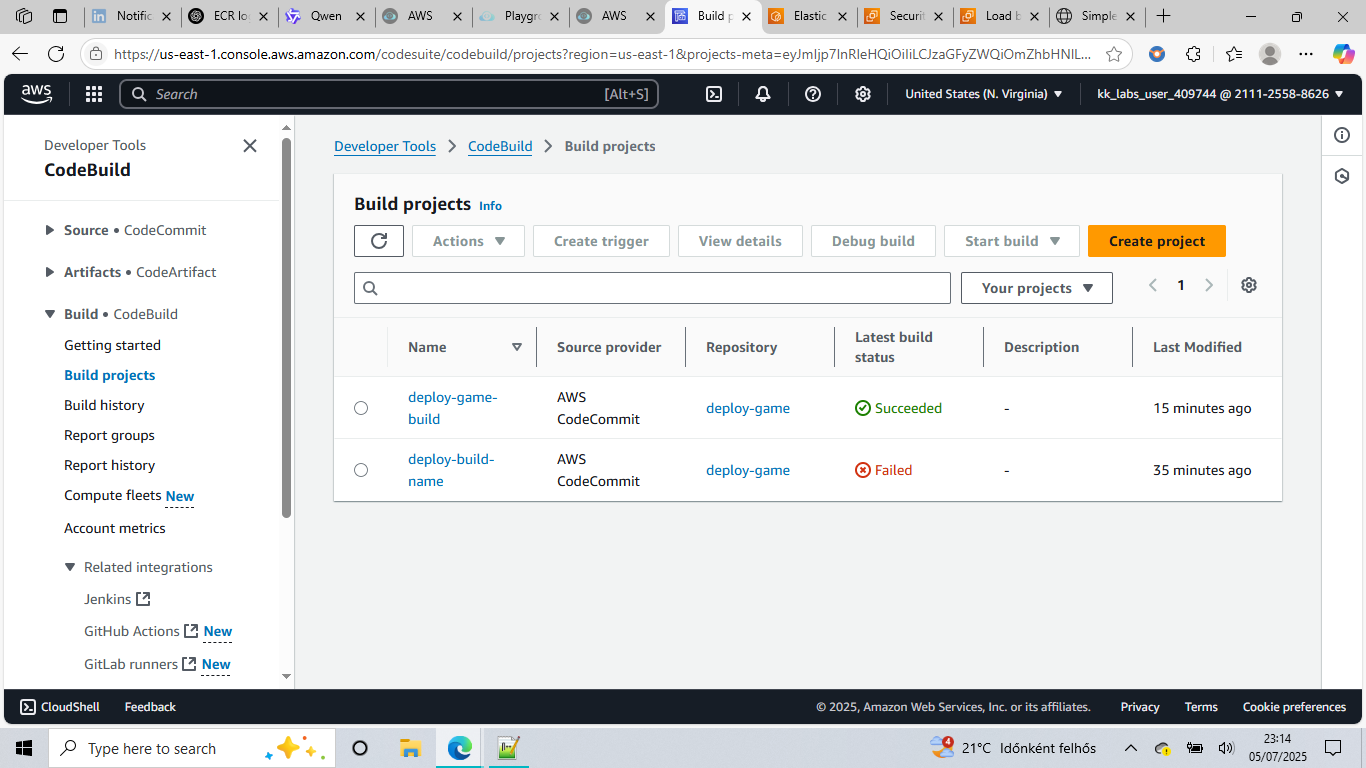 Notific
ECR lo
Qwen
AWS
Playgro
AWS
Build p
Elastic
Securit
Load b
Simple
https://us-east-1.console.aws.amazon.com/codesuite/codebuild/projects?region=us-east-1&projects-meta=eyJmIjp7InRleHQiOiIiLCJzaGFyZWQiOmZhbHNlL...
aws
Search
[Alt+S]
United States (N. Virginia)
kk_labs_user_409744 @ 2111-2558-8626
Developer Tools
CodeBuild
Source • CodeCommit
Artifacts • CodeArtifact
Build • CodeBuild
Getting started
Build projects
Build history
Report groups
Report history
Compute fleets New
Account metrics
Related integrations
Jenkins
GitHub Actions New
GitLab runners New
Developer Tools > CodeBuild > Build projects
Build projects Info
Actions
Create trigger
View details
Debug build
Start build
Create project
Your projects
1
Name
Source provider
Repository
Latest build
status
Description
Last Modified
deploy-game-
build
AWS
CodeCommit
deploy-game
Succeeded
-
15 minutes ago
deploy-build-
name
AWS
CodeCommit
deploy-game
Failed
-
35 minutes ago
CloudShell
Feedback
© 2025, Amazon Web Services, Inc. or its affiliates.
Privacy
Terms
Cookie preferences
Type here to search
4
21°C Időnként felhős
23:14
05/07/2025